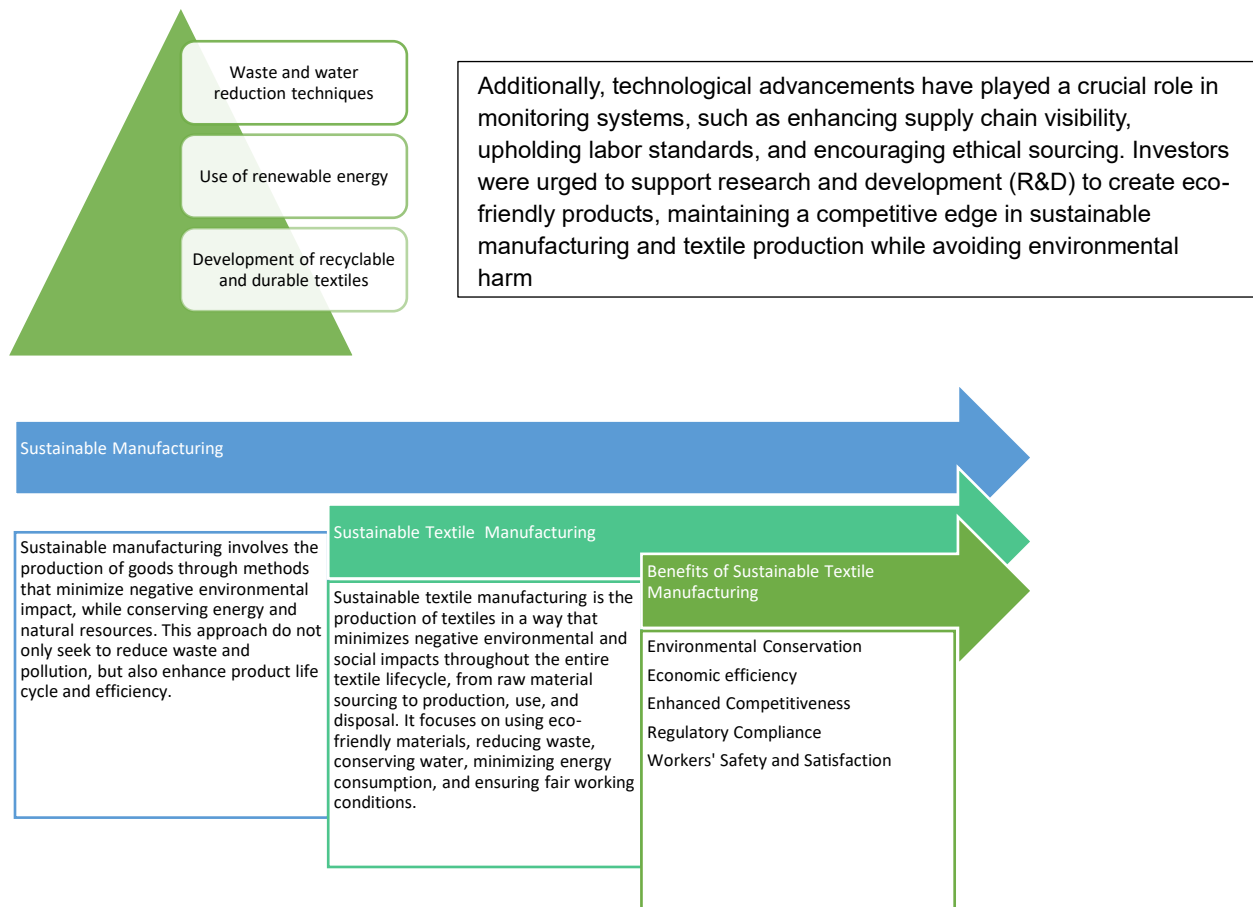 Waste and water
reduction techniques
Use of renewable energy
Development of recyclable
and durable textiles
Additionally, technological advancements have played a crucial role in
monitoring systems, such as enhancing supply chain visibility,
upholding labor standards, and encouraging ethical sourcing. Investors
were urged to support research and development (R&D) to create eco-
friendly products, maintaining a competitive edge in sustainable
manufacturing and textile production while avoiding environmental
harm
Sustainable Manufacturing
Sustainable manufacturing involves the
production of goods through methods
that minimize negative environmental
impact, while conserving energy and
natural resources. This approach do not
only seek to reduce waste and
pollution, but also enhance product life
cycle and efficiency.
Sustainable Textile  Manufacturing
Sustainable textile manufacturing is the
production of textiles in a way that
minimizes negative environmental and
social impacts throughout the entire
textile lifecycle, from raw material
sourcing to production, use, and
disposal. It focuses on using eco-
friendly materials, reducing waste,
conserving water, minimizing energy
consumption, and ensuring fair working
conditions.
Benefits of Sustainable Textile
Manufacturing
Environmental Conservation
Economic efficiency
Enhanced Competitiveness
Regulatory Compliance
Workers' Safety and Satisfaction